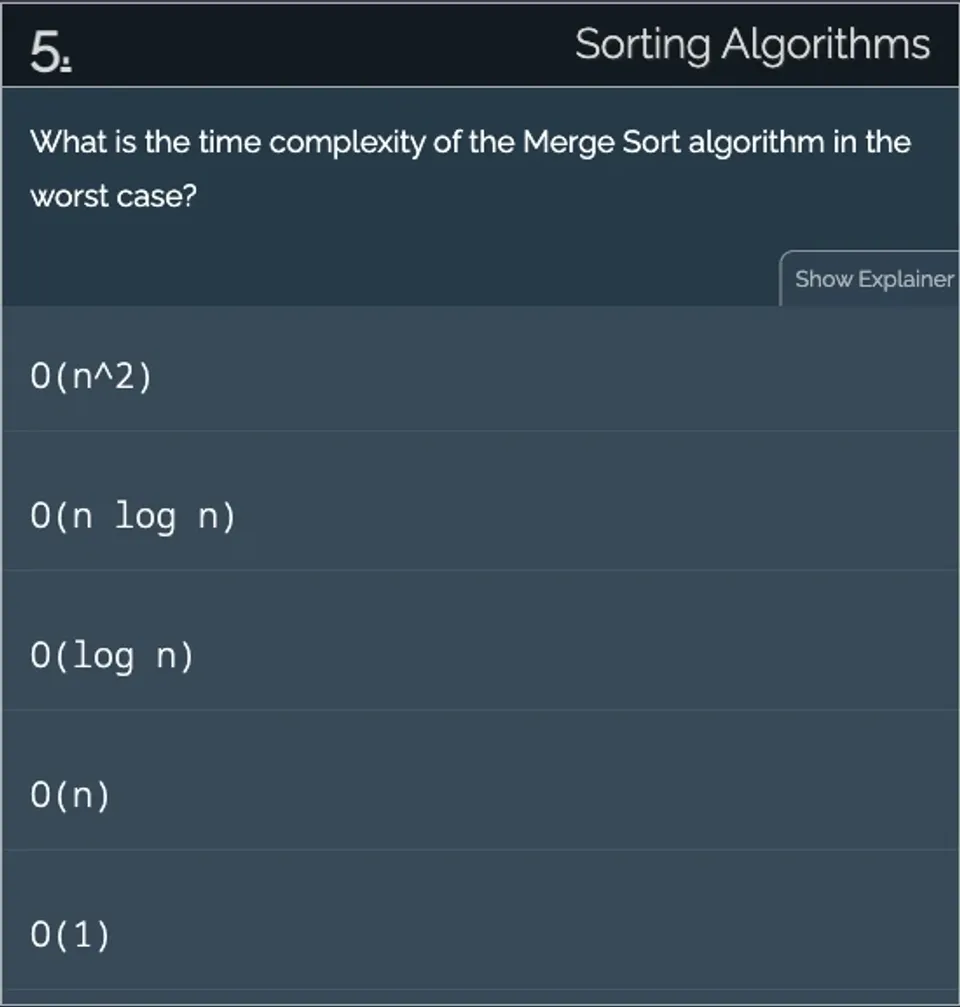 5.
Sorting Algorithms
What is the time complexity of the Merge Sort algorithm in the
worst case?
Show Explainer
O(n^2)
O(n log n)
O(log n)
O(n)
O(1)